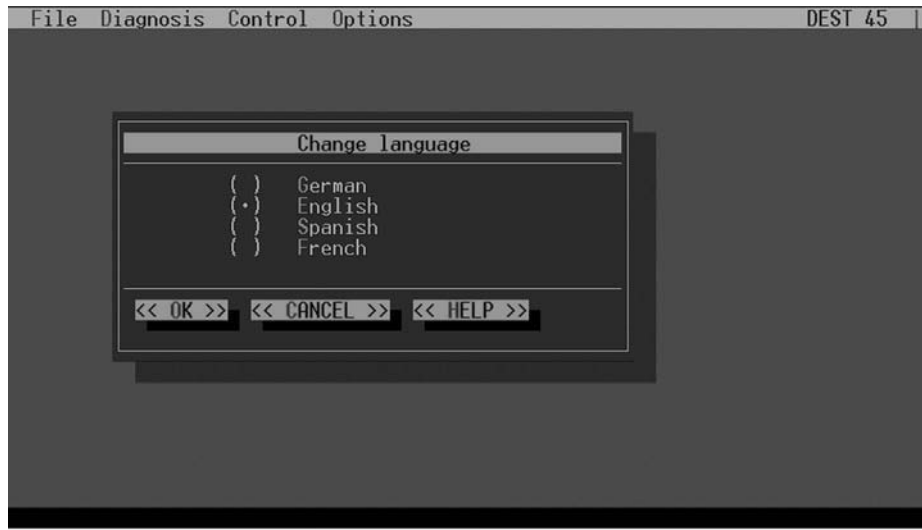 File Diagnosis Control Options DEST 45
Change language
( ) German
(•) English
( ) Spanish
( ) French
<< OK >> << CANCEL >> << HELP >>